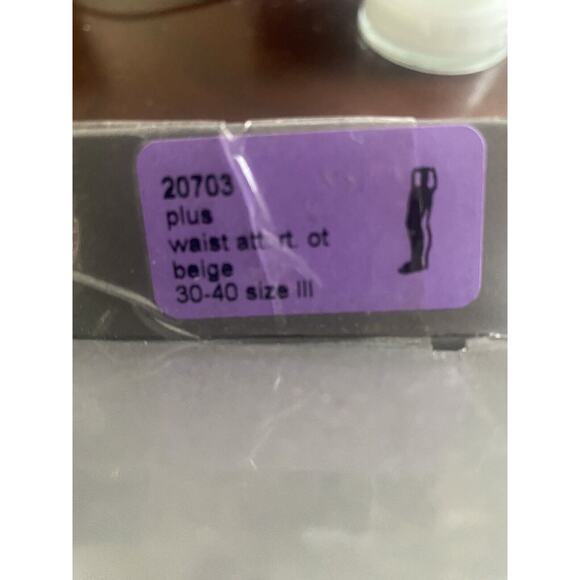 20703
plus
waist att. rt. ot
beige
30-40 size III